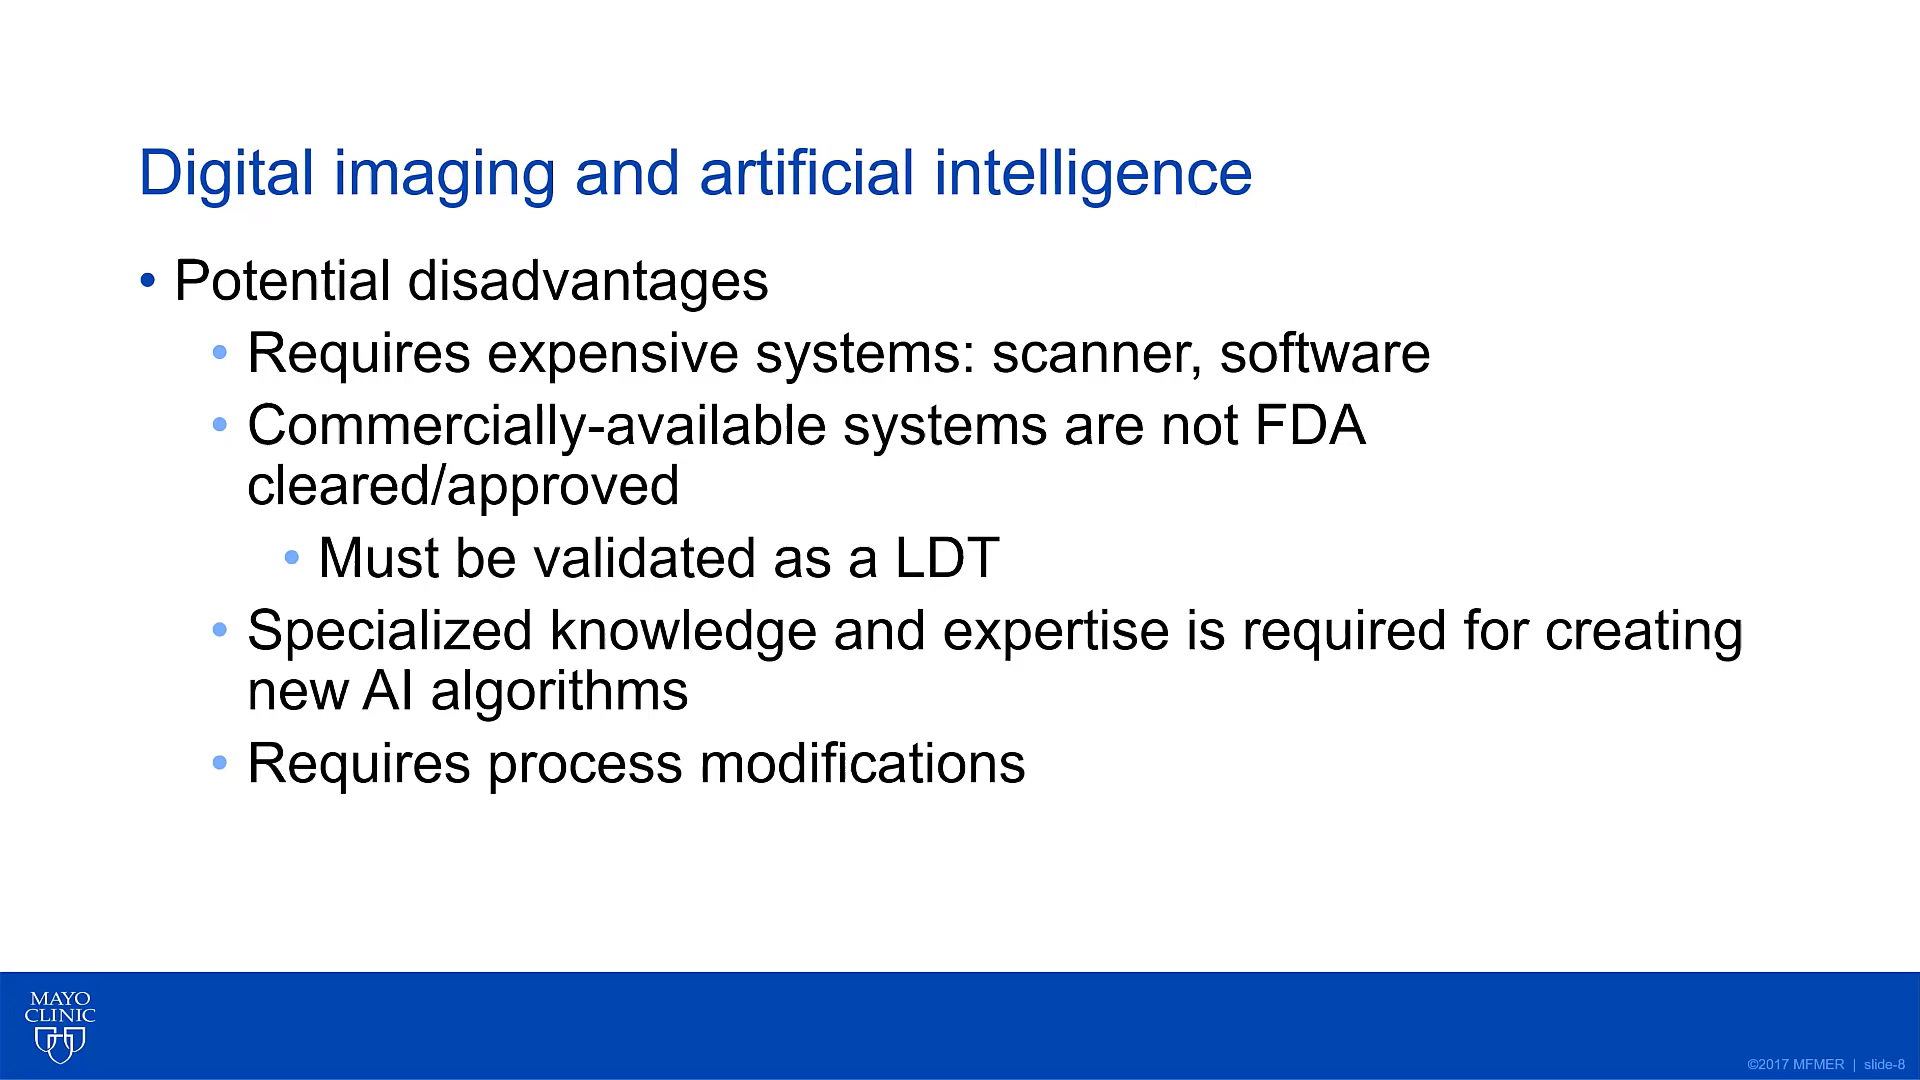 Digital imaging and artificial intelligence
• Potential disadvantages
• Requires expensive systems: scanner, software
• Commercially-available systems are not FDA
cleared/approved
• Must be validated as a LDT
• Specialized knowledge and expertise is required for creating
new AI algorithms
• Requires process modifications
MAYO
CLINIC
©2017 MFMER | slide-8